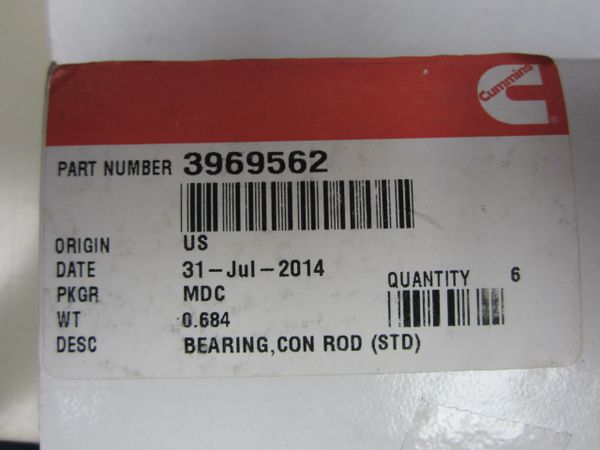 Cummins
PART NUMBER 3969562
ORIGIN US
DATE 31-Jul-2014
PKGR MDC
QUANTITY 6
WT 0.684
DESC BEARING,CON ROD (STD)